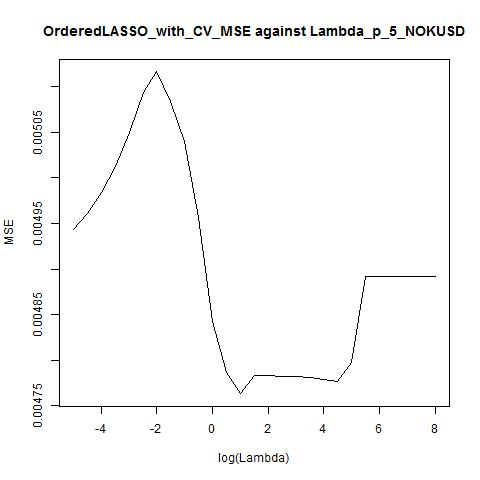 OrderedLASSO_with_CV_MSE against Lambda_p_5_NOKUSD
0.00505
0.00495
0.00485
0.00475
MSE
-4 -2 0 2 4 6 8
log(Lambda)